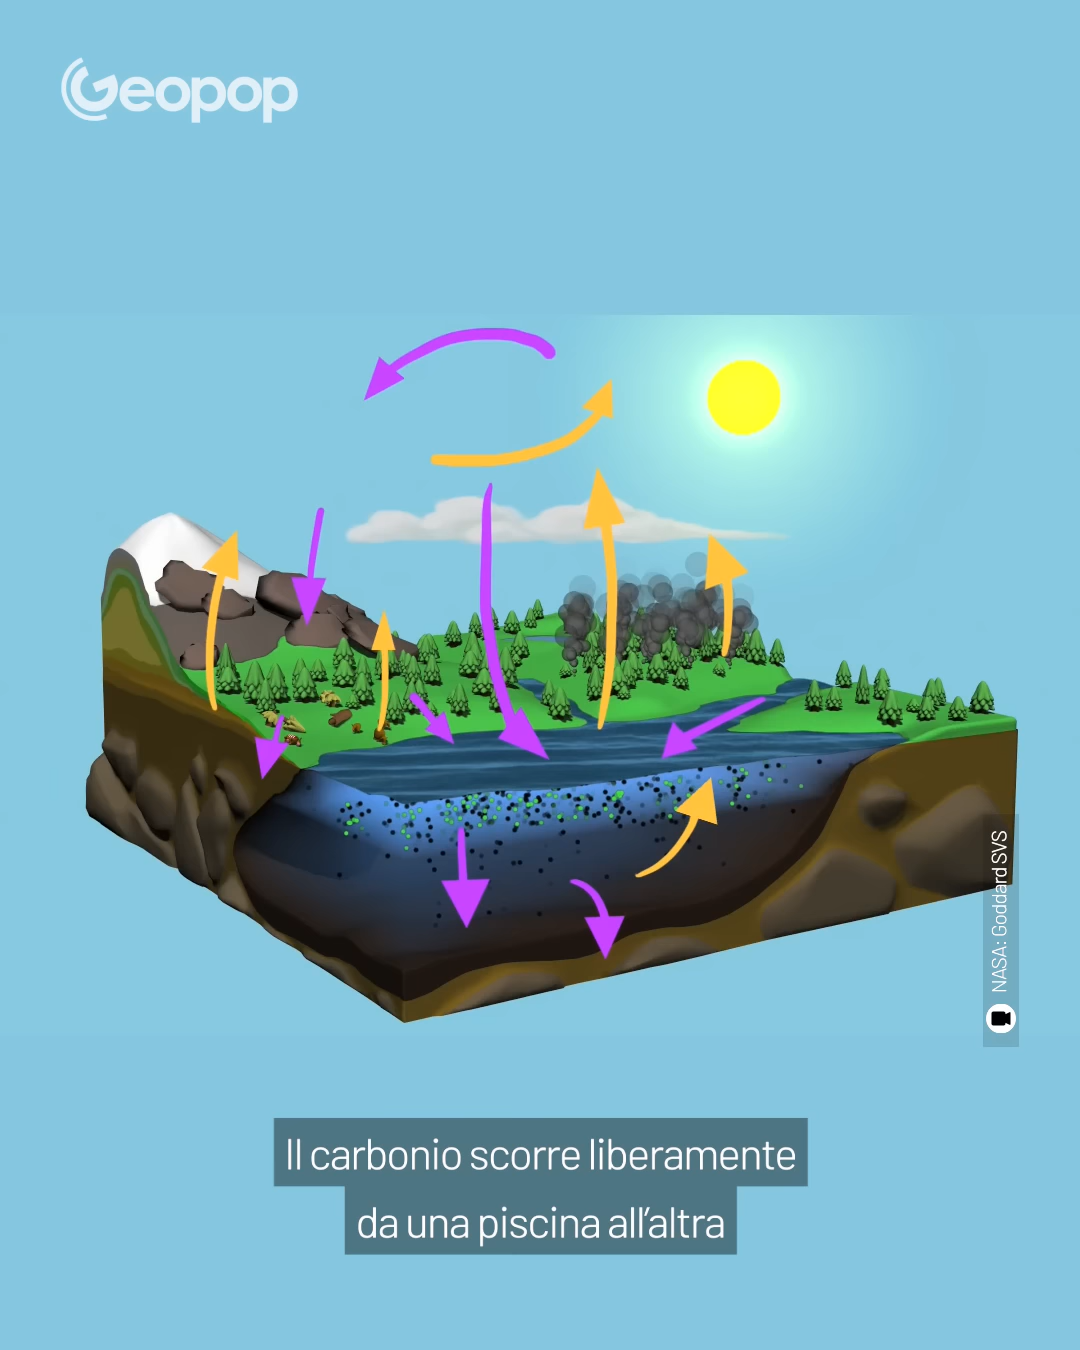 Geopop
NASA: Goddard SVS
Il carbonio scorre liberamente
da una piscina all'altra